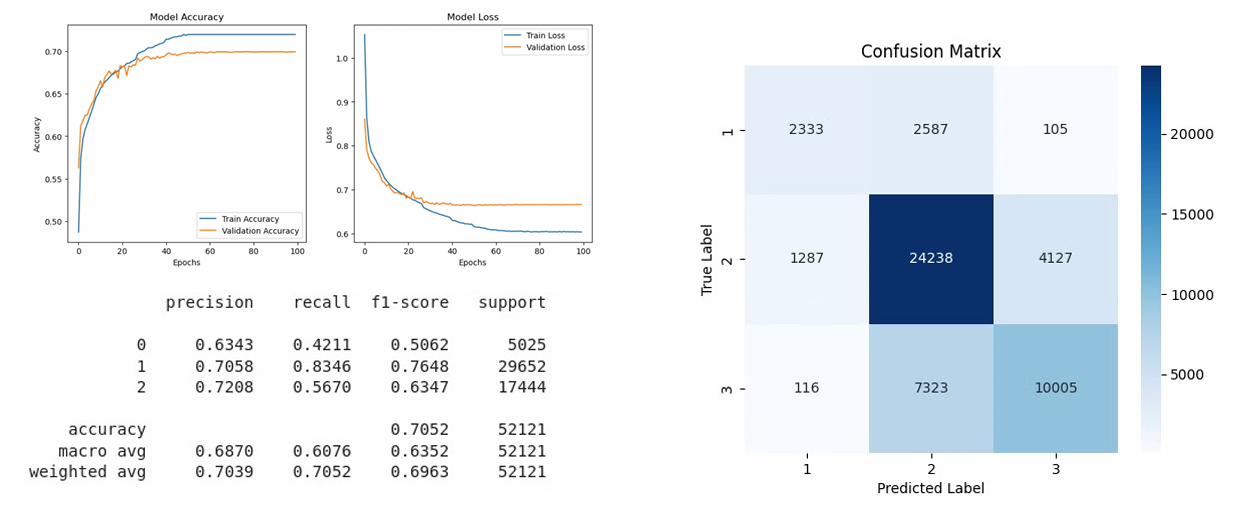 Model Accuracy
0.70
0.65
0.60
0.55
0.50
Accuracy
Train Accuracy
Validation Accuracy
0 20 40 60 80 100
Epochs
Model Loss
Train Loss
Validation Loss
1.0
0.9
0.8
0.7
0.6
Loss
0 20 40 60 80 100
Epochs
precision recall f1-score support
0 0.6343 0.4211 0.5062 5025
1 0.7058 0.8346 0.7648 29652
2 0.7208 0.5670 0.6347 17444
accuracy 0.7052 52121
macro avg 0.6870 0.6076 0.6352 52121
weighted avg 0.7039 0.7052 0.6963 52121
Confusion Matrix
True Label
1 2333 2587 105
2 1287 24238 4127
3 116 7323 10005
1 2 3
Predicted Label
20000
15000
10000
5000